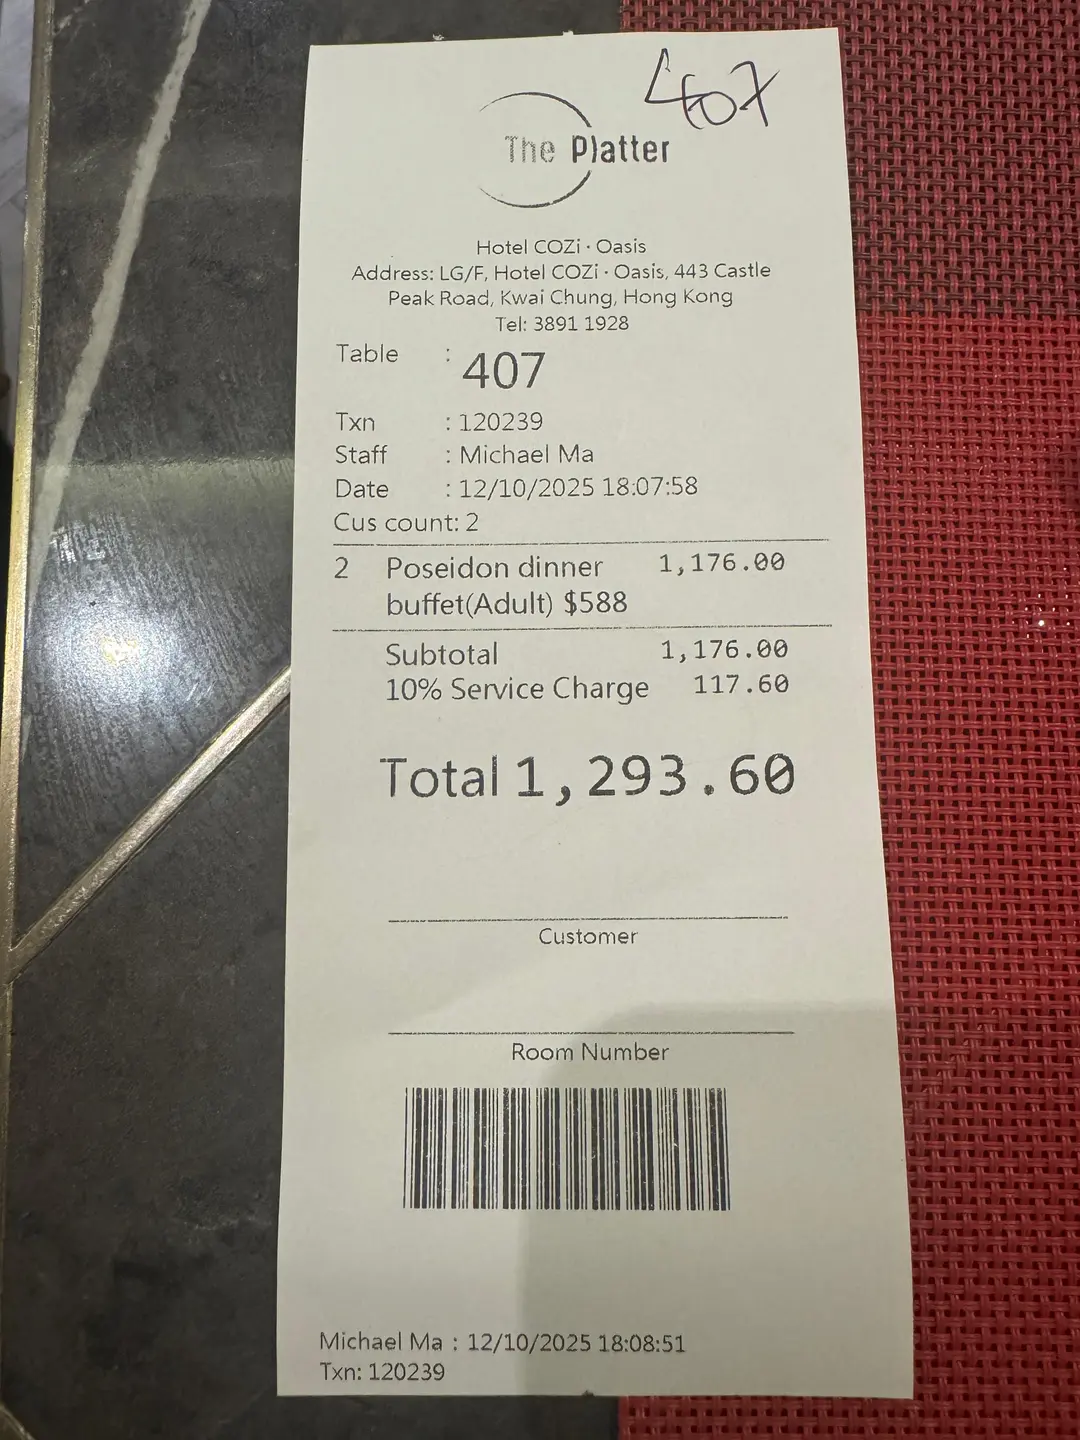 407
The Platter
Hotel COZi · Oasis
Address: LG/F, Hotel COZi · Oasis, 443 Castle
Peak Road, Kwai Chung, Hong Kong
Tel: 3891 1928
Table : 407
Txn : 120239
Staff : Michael Ma
Date : 12/10/2025 18:07:58
Cus count: 2
2 Poseidon dinner 1,176.00
buffet(Adult) $588
Subtotal 1,176.00
10% Service Charge 117.60
Total 1,293.60
Customer
Room Number
Michael Ma : 12/10/2025 18:08:51
Txn: 120239